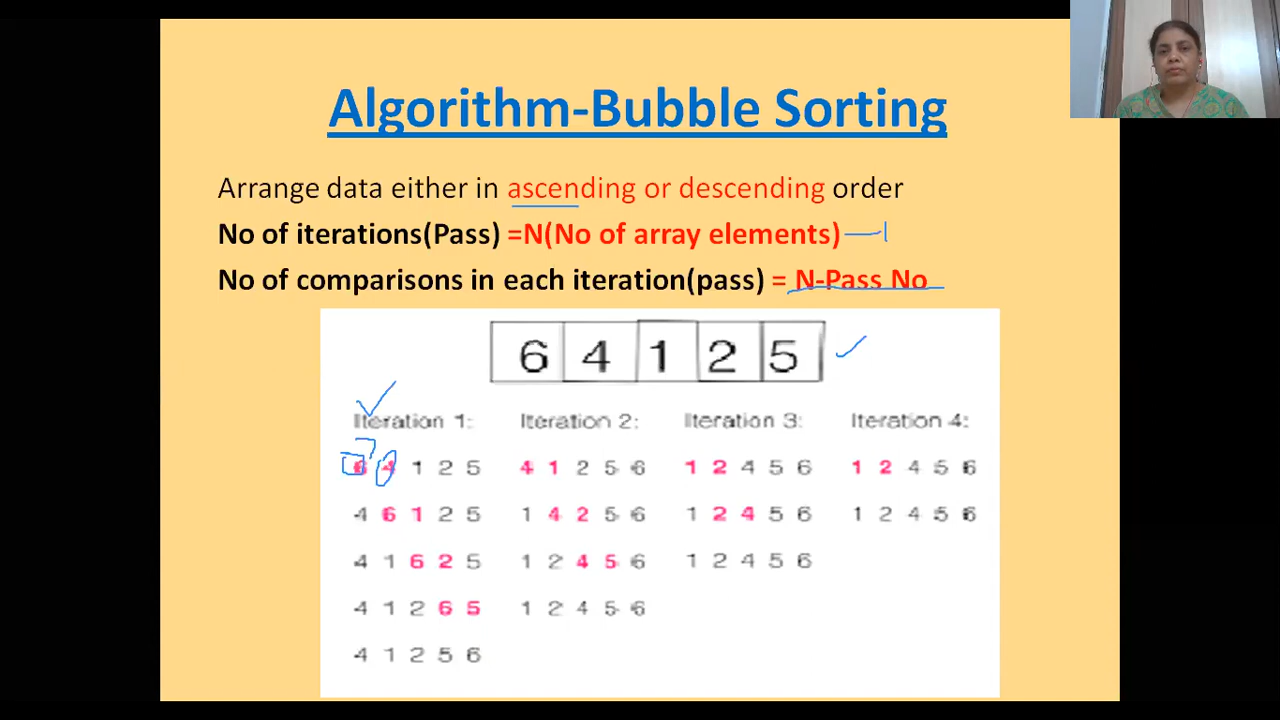 Algorithm-Bubble Sorting
Arrange data either in ascending or descending order
No of iterations(Pass) =N(No of array elements) -1
No of comparisons in each iteration(pass) = N-Pass No
6 4 1 2 5
Iteration 1: Iteration 2: Iteration 3: Iteration 4:
6 4 1 2 5 4 1 2 5 6 1 2 4 5 6 1 2 4 5 6
4 6 1 2 5 1 4 2 5 6 1 2 4 5 6 1 2 4 5 6
4 1 6 2 5 1 2 4 5 6 1 2 4 5 6
4 1 2 6 5 1 2 4 5 6
4 1 2 5 6